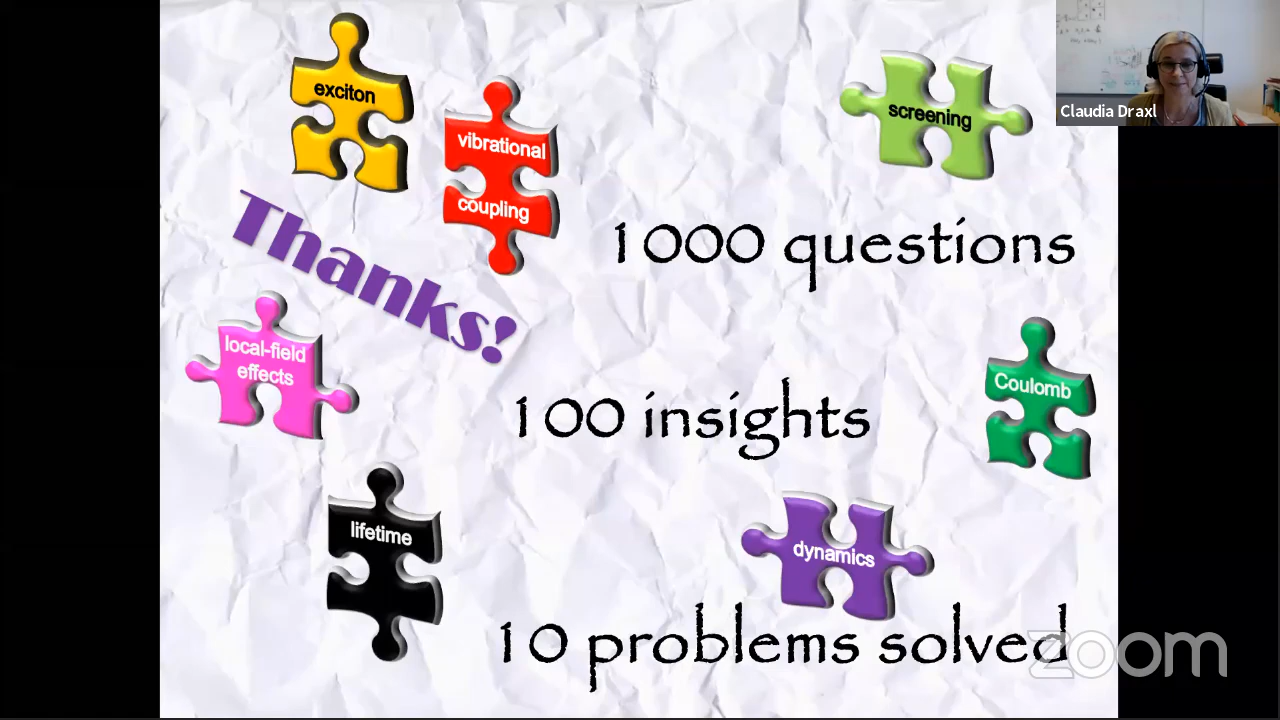 exciton
vibrational
coupling
screening
Claudia Draxl
Thanks!
1000 questions
local-field
effects
Coulomb
100 insights
lifetime
dynamics
10 problems solved
zoom